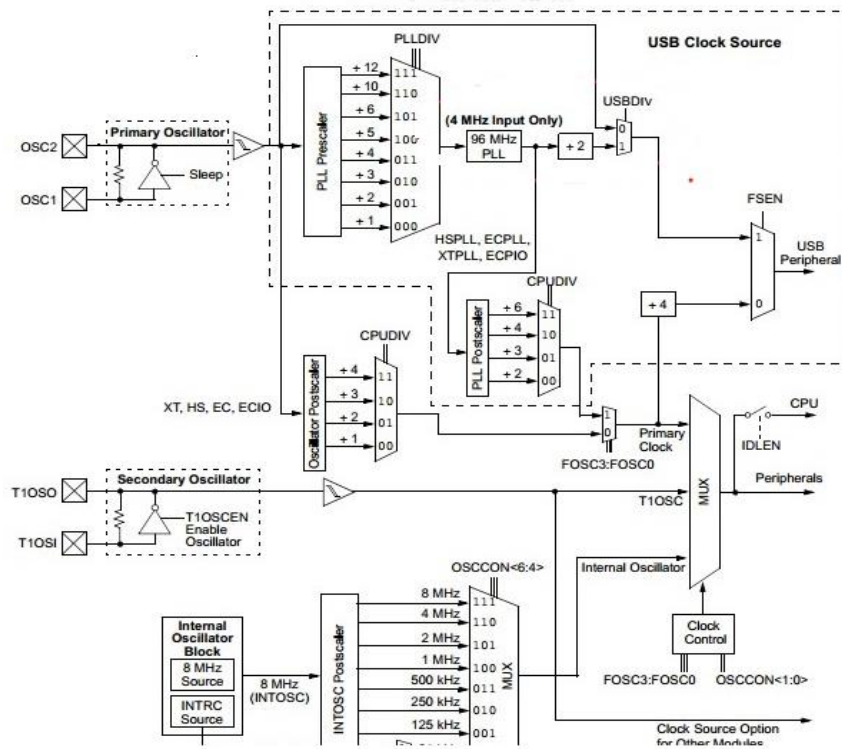 PLLDIV
USB Clock Source
PLL Prescaler
÷ 12
÷ 10
÷ 6
÷ 5
÷ 4
÷ 3
÷ 2
÷ 1
111
110
101
100
011
010
001
000
(4 MHz Input Only)
96 MHz
PLL
÷ 2
USBDIV
0
1
OSC2
Primary Oscillator
Sleep
OSC1
FSEN
1
0
USB
Peripheral
HSPLL, ECPLL,
XTPLL, ECPIO
CPUDIV
PLL Postscaler
÷ 6
÷ 4
÷ 3
÷ 2
11
10
01
00
÷ 4
CPUDIV
XT, HS, EC, ECIO
Oscillator Postscaler
÷ 4
÷ 3
÷ 2
÷ 1
11
10
01
00
1
0
Primary
Clock
FOSC3:FOSC0
CPU
IDLEN
Peripherals
MUX
T1OSO
Secondary Oscillator
T1OSCEN
Enable
Oscillator
T1OSI
T1OSC
Internal Oscillator
OSCCON<6:4>
Internal
Oscillator
Block
8 MHz
Source
INTRC
Source
8 MHz
(INTOSC)
INTOSC Postscaler
8 MHz
4 MHz
2 MHz
1 MHz
500 kHz
250 kHz
125 kHz
111
110
101
100
011
010
001
MUX
Clock
Control
FOSC3:FOSC0
OSCCON<1:0>
Clock Source Option
for Other Modules